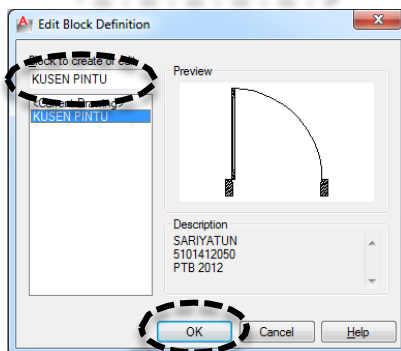 Edit Block Definition
Block to create or edit
KUSEN PINTU
<Current Drawing>
KUSEN PINTU
Preview
Description
SARIYATUN
5101412050
PTB 2012
OK
Cancel
Help